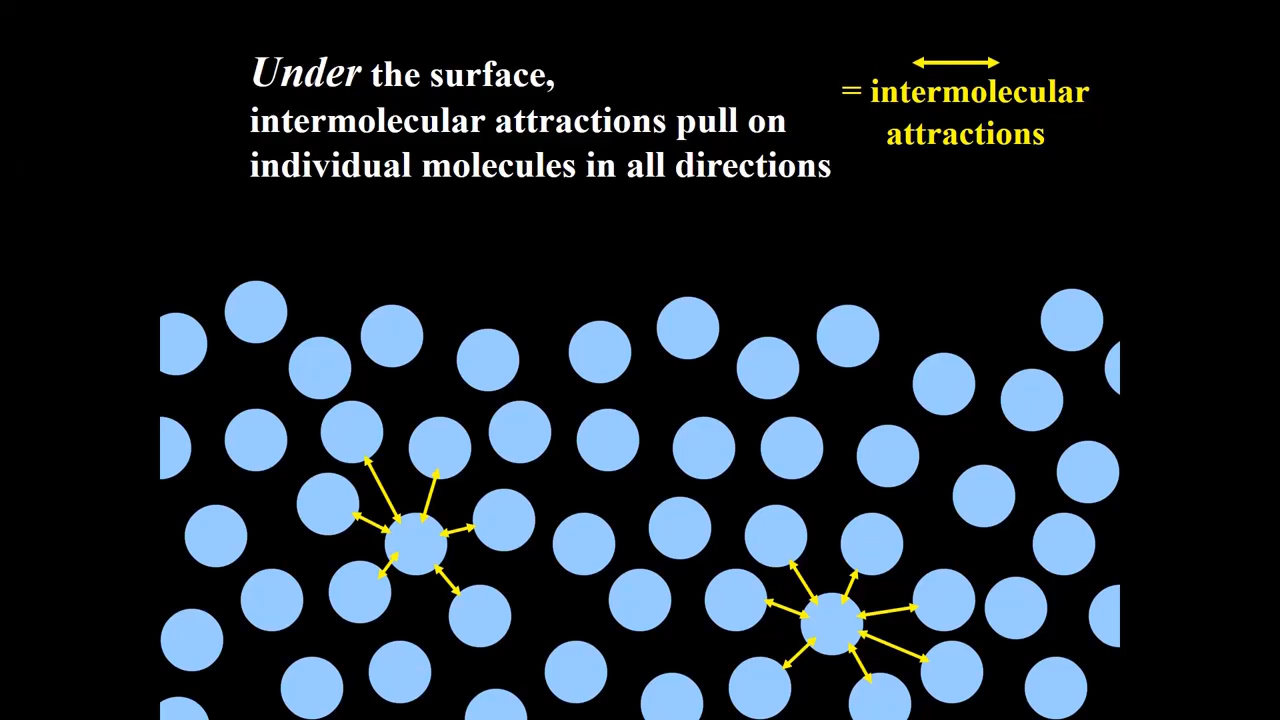 Under the surface,
intermolecular attractions pull on
individual molecules in all directions
= intermolecular
attractions